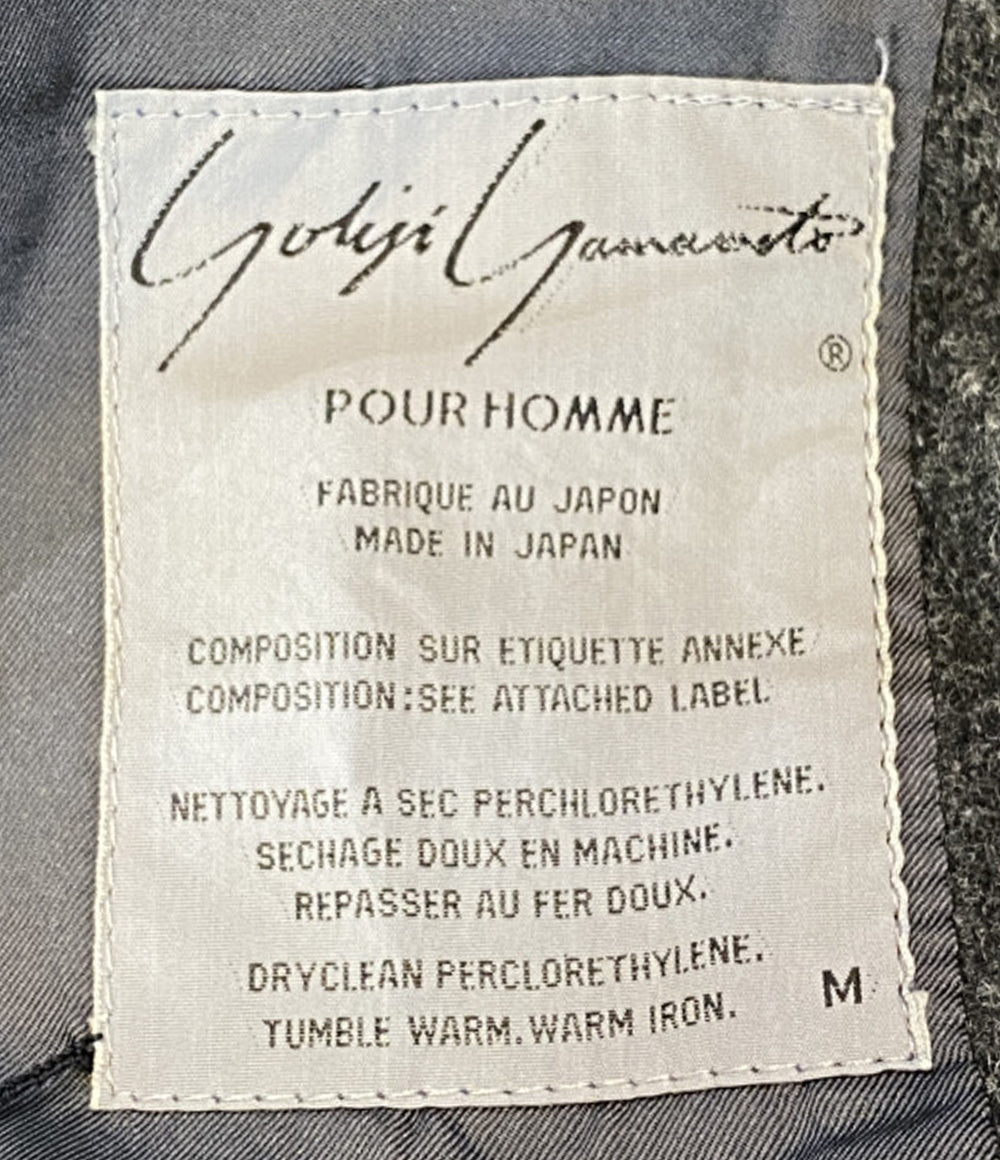 Yohji Yamamoto
®
POUR HOMME
FABRIQUE AU JAPON
MADE IN JAPAN
COMPOSITION SUR ETIQUETTE ANNEXE
COMPOSITION:SEE ATTACHED LABEL
NETTOYAGE A SEC PERCHLORETHYLENE.
SECHAGE DOUX EN MACHINE.
REPASSER AU FER DOUX.
DRYCLEAN PERCLORETHYLENE.
TUMBLE WARM. WARM IRON.
M